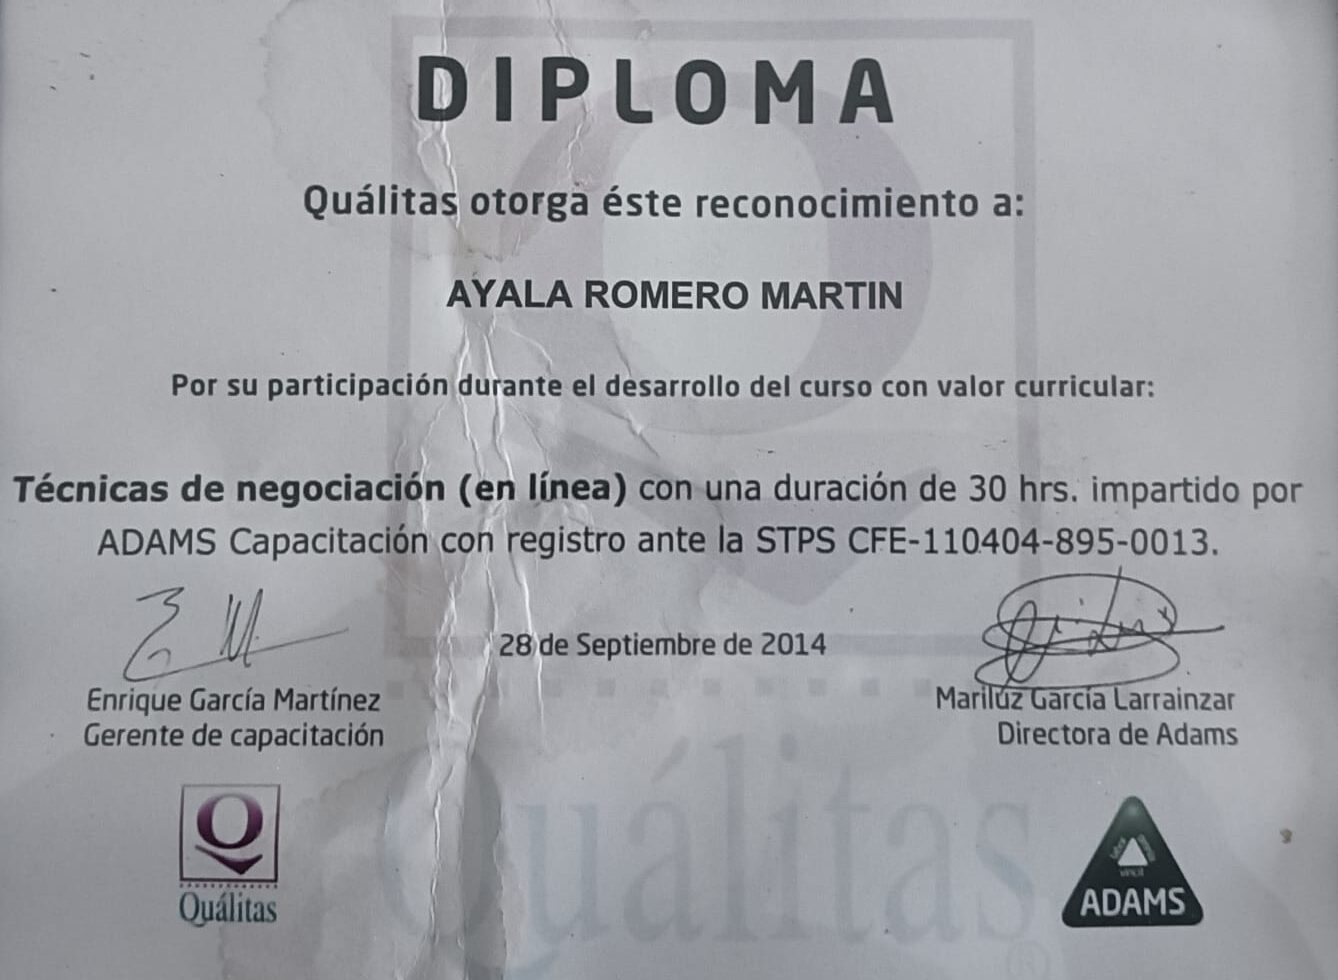 DIPLOMA
Quálitas otorga éste reconocimiento a:
AYALA ROMERO MARTIN
Por su participación durante el desarrollo del curso con valor curricular:
Técnicas de negociación (en línea) con una duración de 30 hrs. impartido por
ADAMS Capacitación con registro ante la STPS CFE-110404-895-0013.
28 de Septiembre de 2014
Enrique García Martínez
Gerente de capacitación
Mariluz García Larrainzar
Directora de Adams
Q
Quálitas
Quálitas
ADAMS